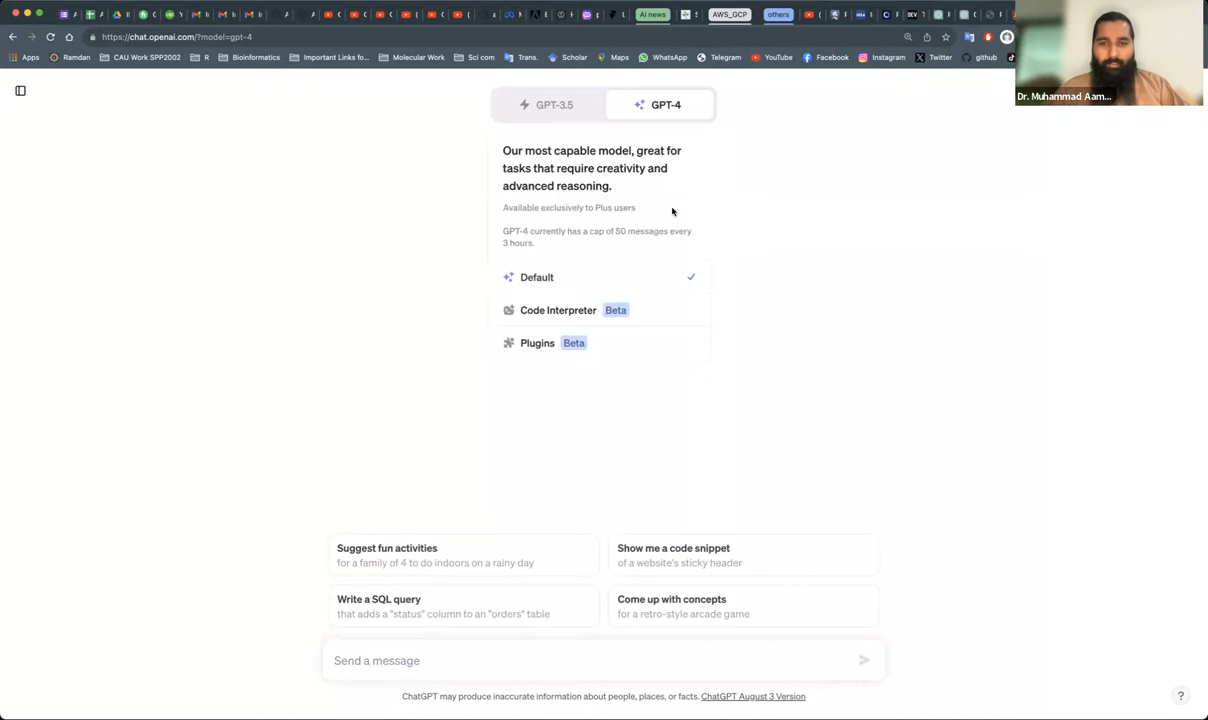 Ai news
AWS_GCP
others
https://chat.openai.com/?model=gpt-4
Apps
Ramdan
CAU Work SPP2002
R
Bioinformatics
Important Links fo...
Molecular Work
Sci com
Trans.
Scholar
Maps
WhatsApp
Telegram
YouTube
Facebook
Instagram
Twitter
github
Dr. Muhammad Aam...
GPT-3.5
GPT-4
Our most capable model, great for
tasks that require creativity and
advanced reasoning.
Available exclusively to Plus users
GPT-4 currently has a cap of 50 messages every
3 hours.
Default
Code Interpreter Beta
Plugins Beta
Suggest fun activities
for a family of 4 to do indoors on a rainy day
Show me a code snippet
of a website's sticky header
Write a SQL query
that adds a "status" column to an "orders" table
Come up with concepts
for a retro-style arcade game
Send a message
ChatGPT may produce inaccurate information about people, places, or facts. ChatGPT August 3 Version
?